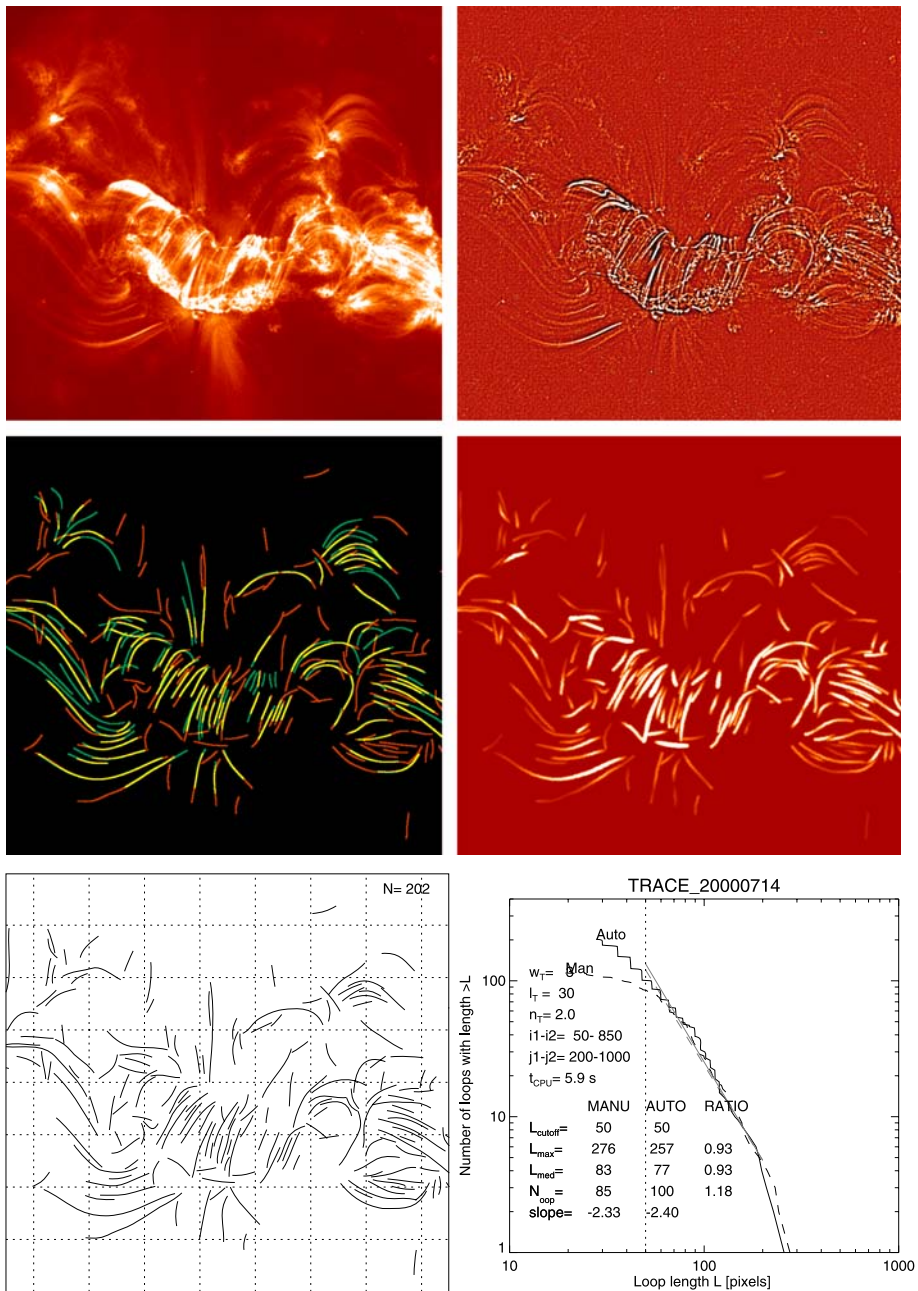 N= 202
TRACE_20000714
Number of loops with length >L
100
10
1
Auto
Man
w_T= 3
l_T = 30
n_T= 2.0
i1-i2= 50- 850
j1-j2= 200-1000
t_CPU= 5.9 s
MANU AUTO RATIO
L_cutoff= 50 50
L_max= 276 257 0.93
L_med= 83 77 0.93
N_oop= 85 100 1.18
slope= -2.33 -2.40
10 100 1000
Loop length L [pixels]